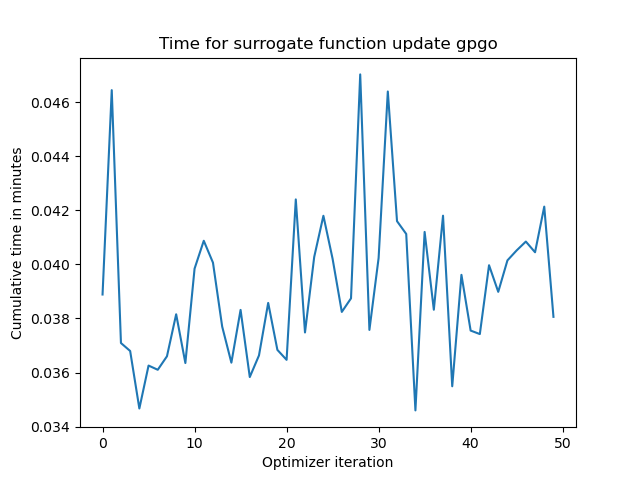 Time for surrogate function update gpgo
Cumulative time in minutes
0.046
0.044
0.042
0.040
0.038
0.036
0.034
0 10 20 30 40 50
Optimizer iteration